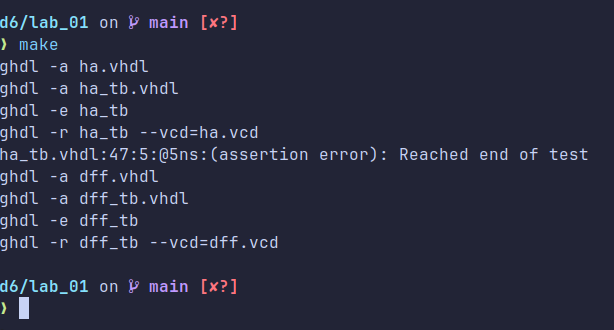 d6/lab_01 on  main [✘?]
❯ make
ghdl -a ha.vhdl
ghdl -a ha_tb.vhdl
ghdl -e ha_tb
ghdl -r ha_tb --vcd=ha.vcd
ha_tb.vhdl:47:5:@5ns:(assertion error): Reached end of test
ghdl -a dff.vhdl
ghdl -a dff_tb.vhdl
ghdl -e dff_tb
ghdl -r dff_tb --vcd=dff.vcd
d6/lab_01 on  main [✘?]
❯